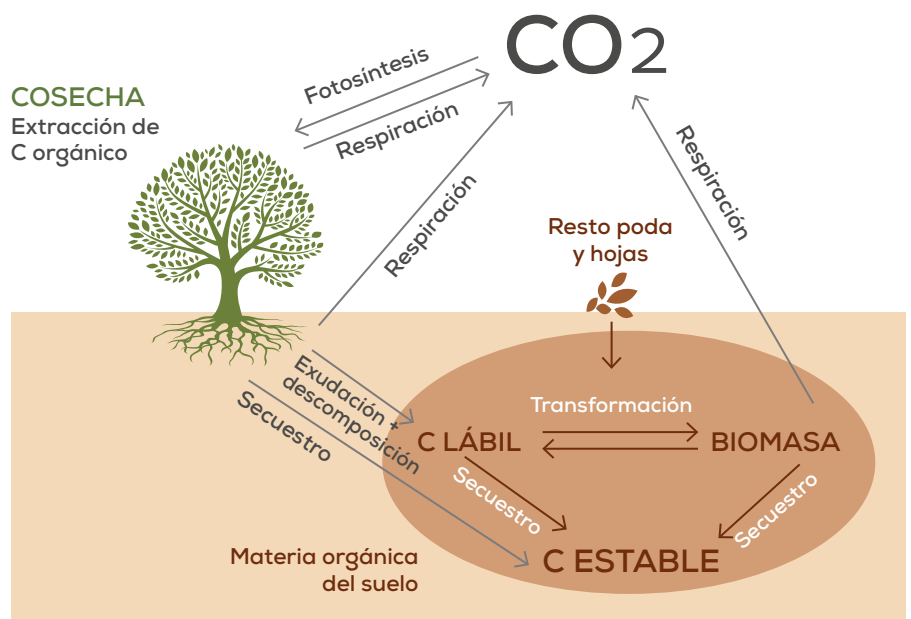 CO2
COSECHA
Extracción de
C orgánico
Fotosíntesis
Respiración
Respiración
Respiración
Resto poda
y hojas
Exudación +
descomposición
Secuestro
Transformación
C LÁBIL
BIOMASA
Secuestro
Secuestro
C ESTABLE
Materia orgánica
del suelo